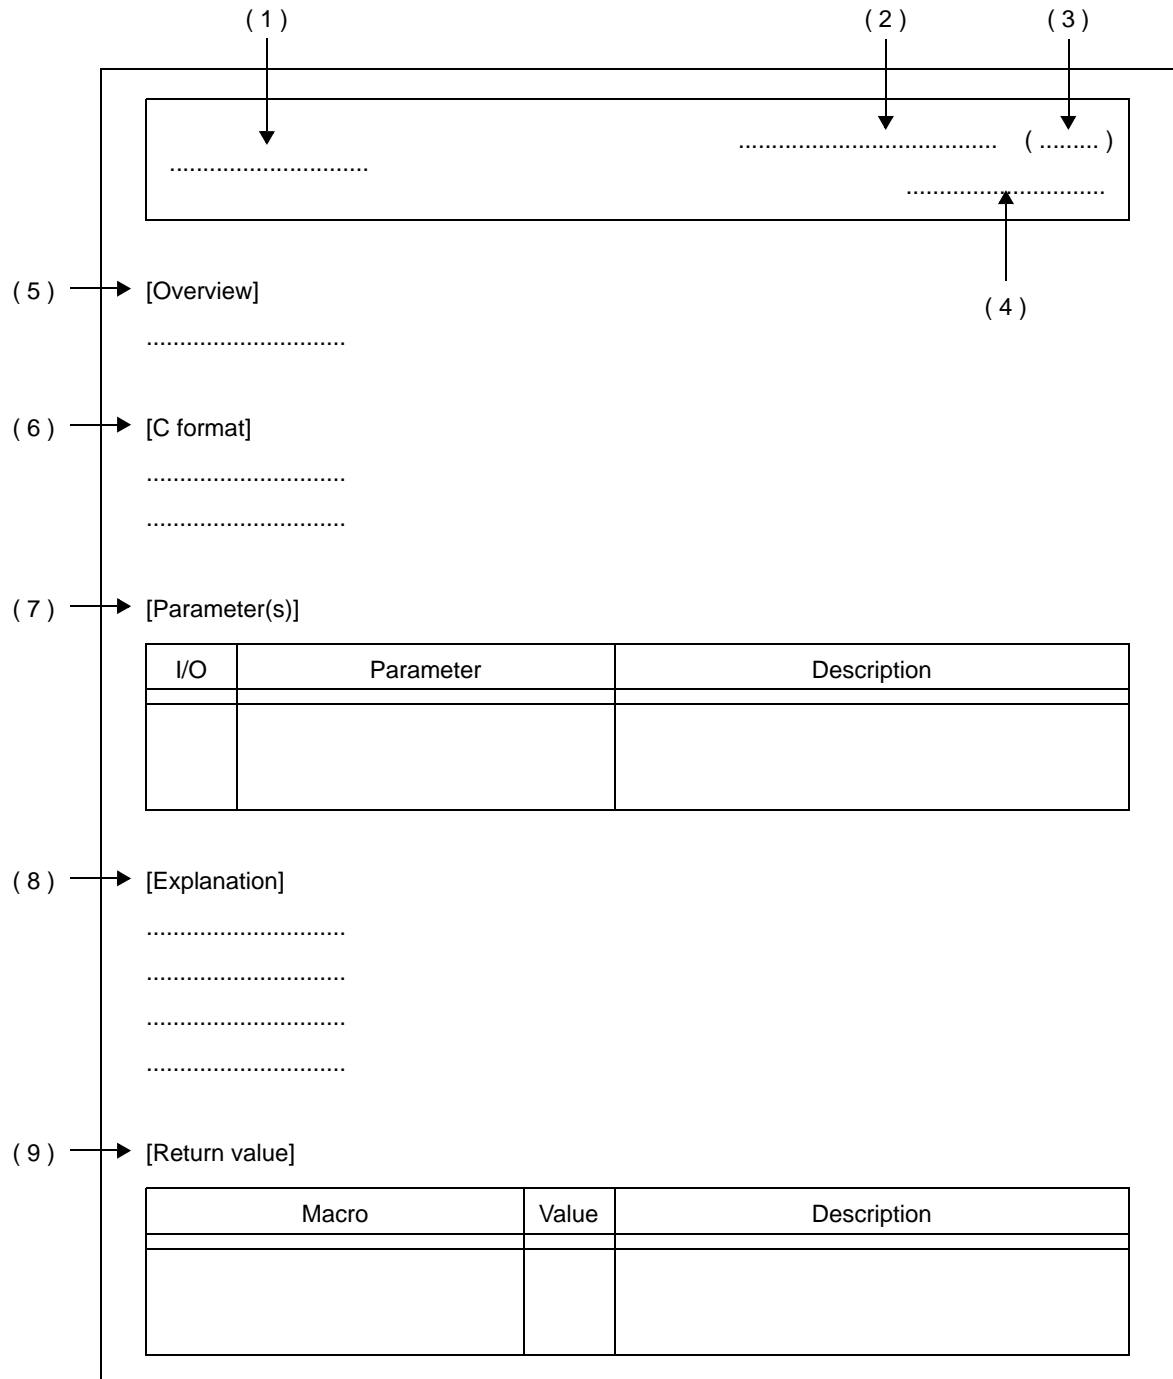 ( 1 ) ( 2 ) ( 3 )
....................................... ( ......... )
..............................
..............................
( 4 )
( 5 ) [Overview]
..............................
( 6 ) [C format]
..............................
..............................
( 7 ) [Parameter(s)]
I/O Parameter Description
( 8 ) [Explanation]
..............................
..............................
..............................
..............................
( 9 ) [Return value]
Macro Value Description